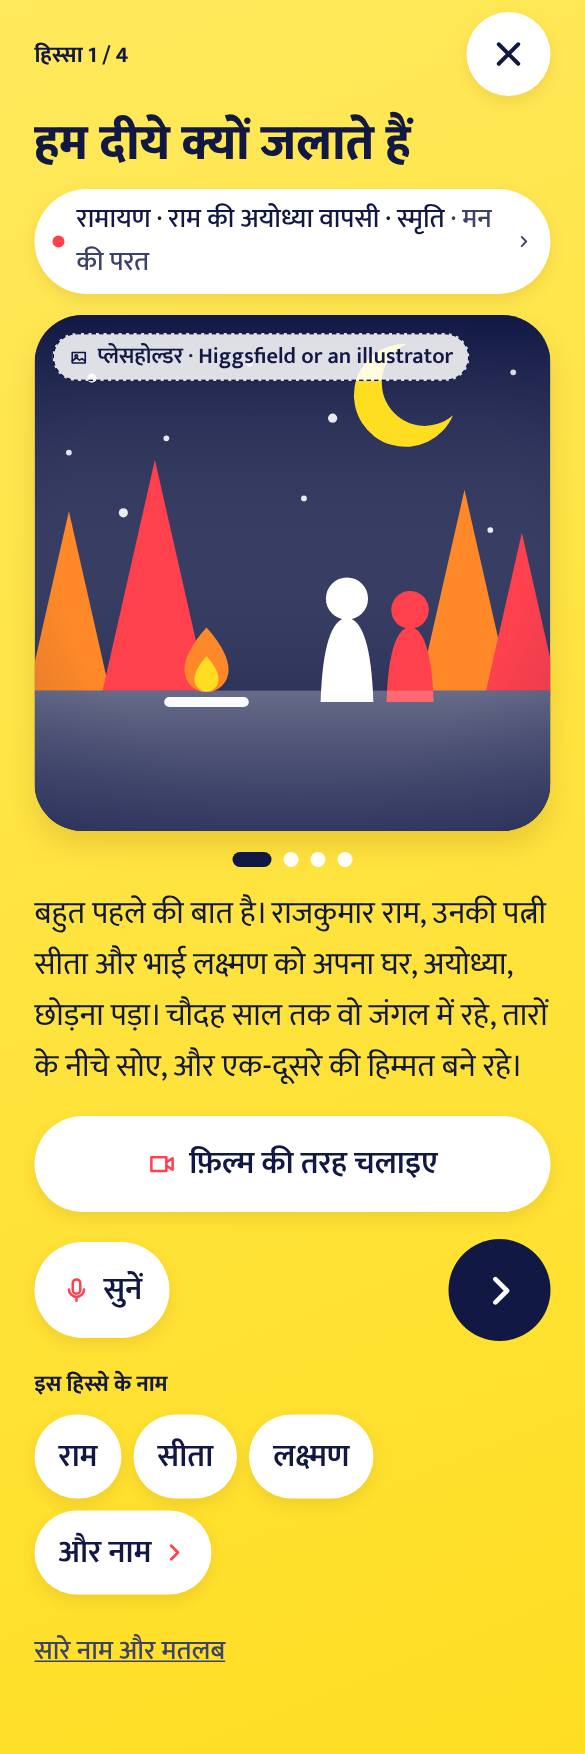 हिस्सा 1 / 4
हम दीये क्यों जलाते हैं
रामायण · राम की अयोध्या वापसी · स्मृति · मन
की परत
प्लेसहोल्डर · Higgsfield or an illustrator
बहुत पहले की बात है। राजकुमार राम, उनकी पत्नी
सीता और भाई लक्ष्मण को अपना घर, अयोध्या,
छोड़ना पड़ा। चौदह साल तक वो जंगल में रहे, तारों
के नीचे सोए, और एक-दूसरे की हिम्मत बने रहे।
फ़िल्म की तरह चलाइए
सुनें
इस हिस्से के नाम
राम
सीता
लक्ष्मण
और नाम
सारे नाम और मतलब